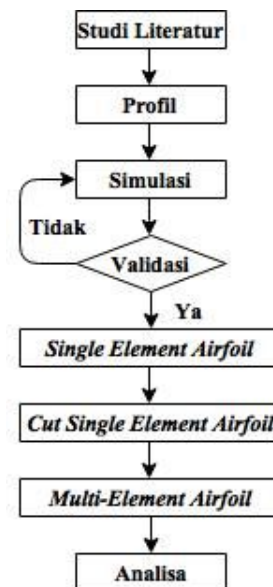 Studi Literatur
Profil
Simulasi
Tidak
Validasi
Ya
Single Element Airfoil
Cut Single Element Airfoil
Multi-Element Airfoil
Analisa